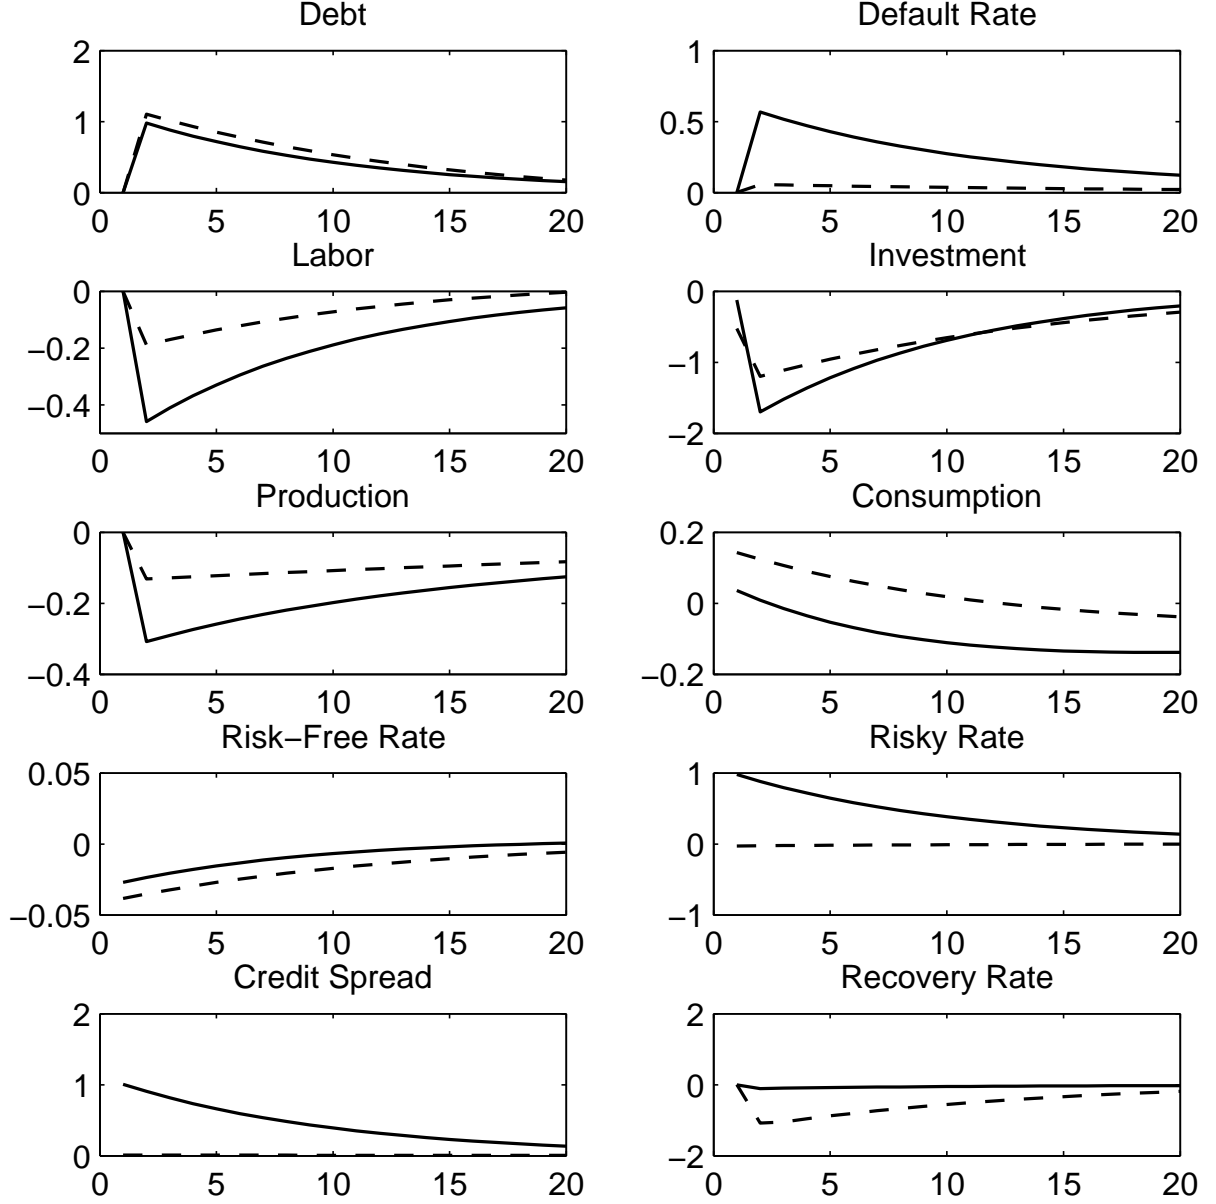 Debt
2
1
0
0 5 10 15 20
Default Rate
1
0.5
0
0 5 10 15 20
Labor
0
−0.2
−0.4
0 5 10 15 20
Investment
0
−1
−2
0 5 10 15 20
Production
0
−0.2
−0.4
0 5 10 15 20
Consumption
0.2
0
−0.2
0 5 10 15 20
Risk−Free Rate
0.05
0
−0.05
0 5 10 15 20
Risky Rate
1
0
−1
0 5 10 15 20
Credit Spread
2
1
0
0 5 10 15 20
Recovery Rate
2
0
−2
0 5 10 15 20